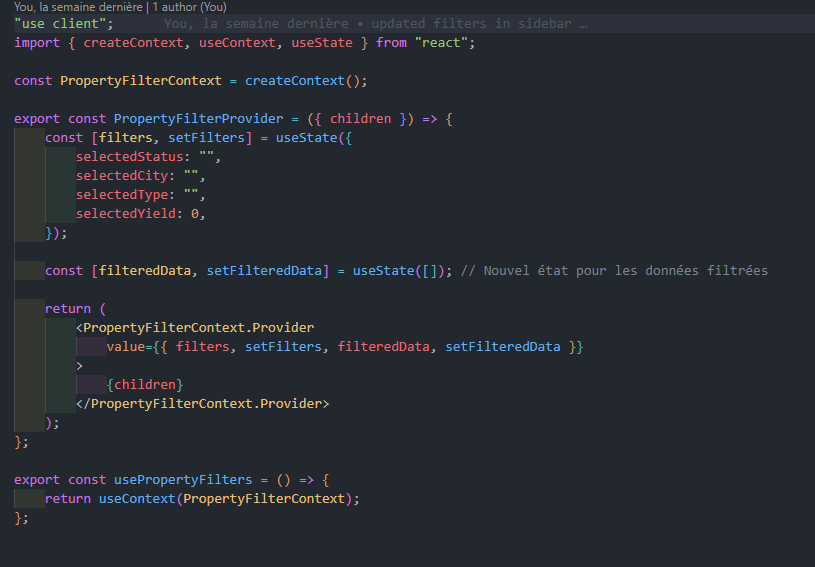 You, la semaine dernière | 1 author (You)
"use client";      You, la semaine dernière • updated filters in sidebar …
import { createContext, useContext, useState } from "react";
const PropertyFilterContext = createContext();
export const PropertyFilterProvider = ({ children }) => {
    const [filters, setFilters] = useState({
        selectedStatus: "",
        selectedCity: "",
        selectedType: "",
        selectedYield: 0,
    });
    const [filteredData, setFilteredData] = useState([]); // Nouvel état pour les données filtrées
    return (
        <PropertyFilterContext.Provider
            value={{ filters, setFilters, filteredData, setFilteredData }}
        >
            {children}
        </PropertyFilterContext.Provider>
    );
};
export const usePropertyFilters = () => {
    return useContext(PropertyFilterContext);
};